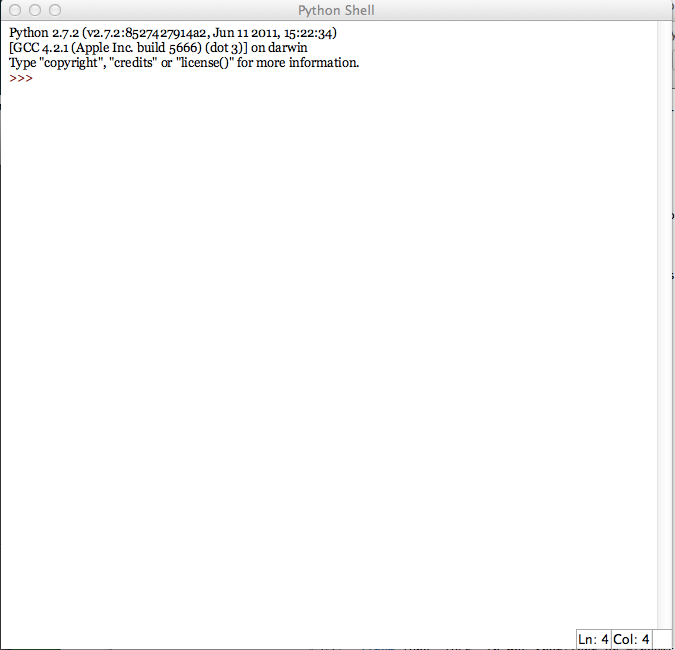 Python Shell
Python 2.7.2 (v2.7.2:8527427914a2, Jun 11 2011, 15:22:34)
[GCC 4.2.1 (Apple Inc. build 5666) (dot 3)] on darwin
Type "copyright", "credits" or "license()" for more information.
>>>
Ln: 4 Col: 4